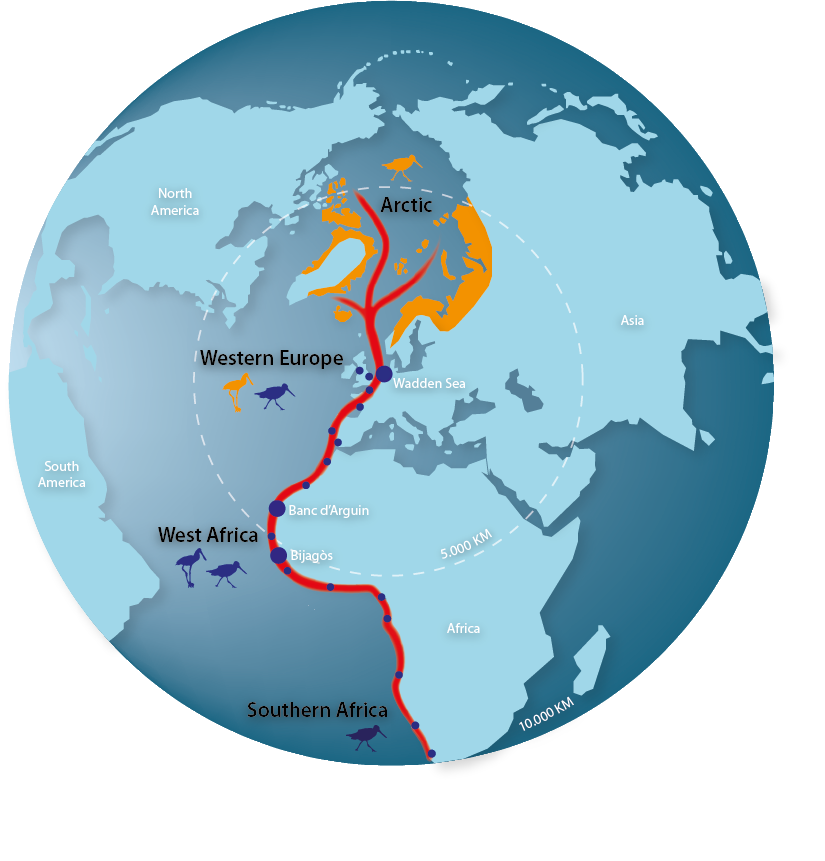 Arctic
North
America
Asia
Western Europe
Wadden Sea
South
America
Banc d'Arguin
West Africa
5.000 KM
Bijagòs
Africa
Southern Africa
10.000 KM